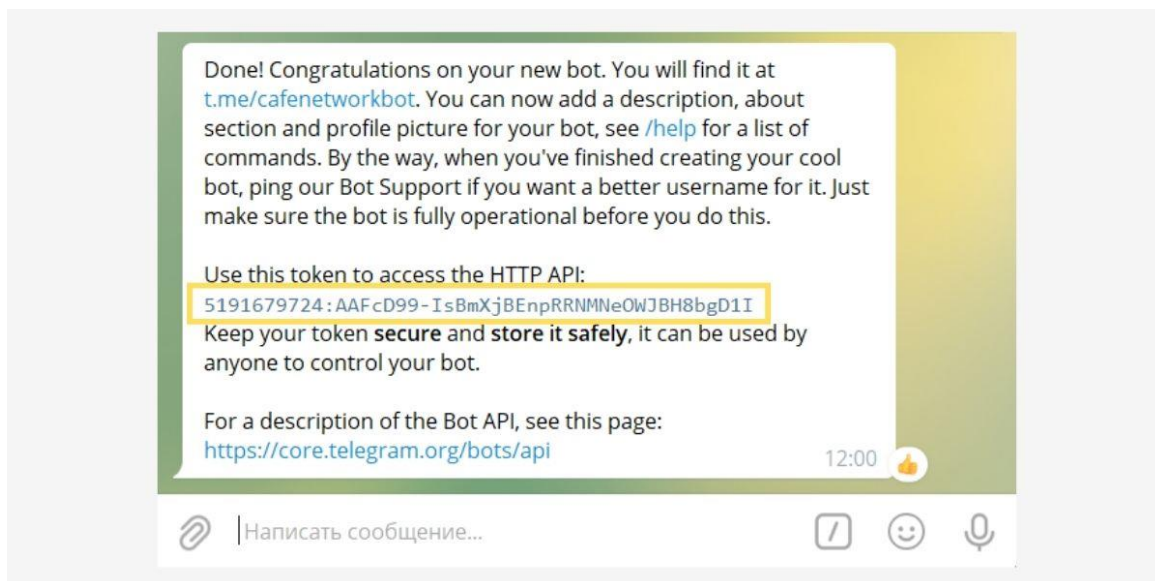 Done! Congratulations on your new bot. You will find it at
t.me/cafenetworkbot. You can now add a description, about
section and profile picture for your bot, see /help for a list of
commands. By the way, when you've finished creating your cool
bot, ping our Bot Support if you want a better username for it. Just
make sure the bot is fully operational before you do this.
Use this token to access the HTTP API:
5191679724:AAFcD99-IsBmXjBEnpRRNMNeOWJBH8bgD1I
Keep your token secure and store it safely, it can be used by
anyone to control your bot.
For a description of the Bot API, see this page:
https://core.telegram.org/bots/api
12:00
Написать сообщение...